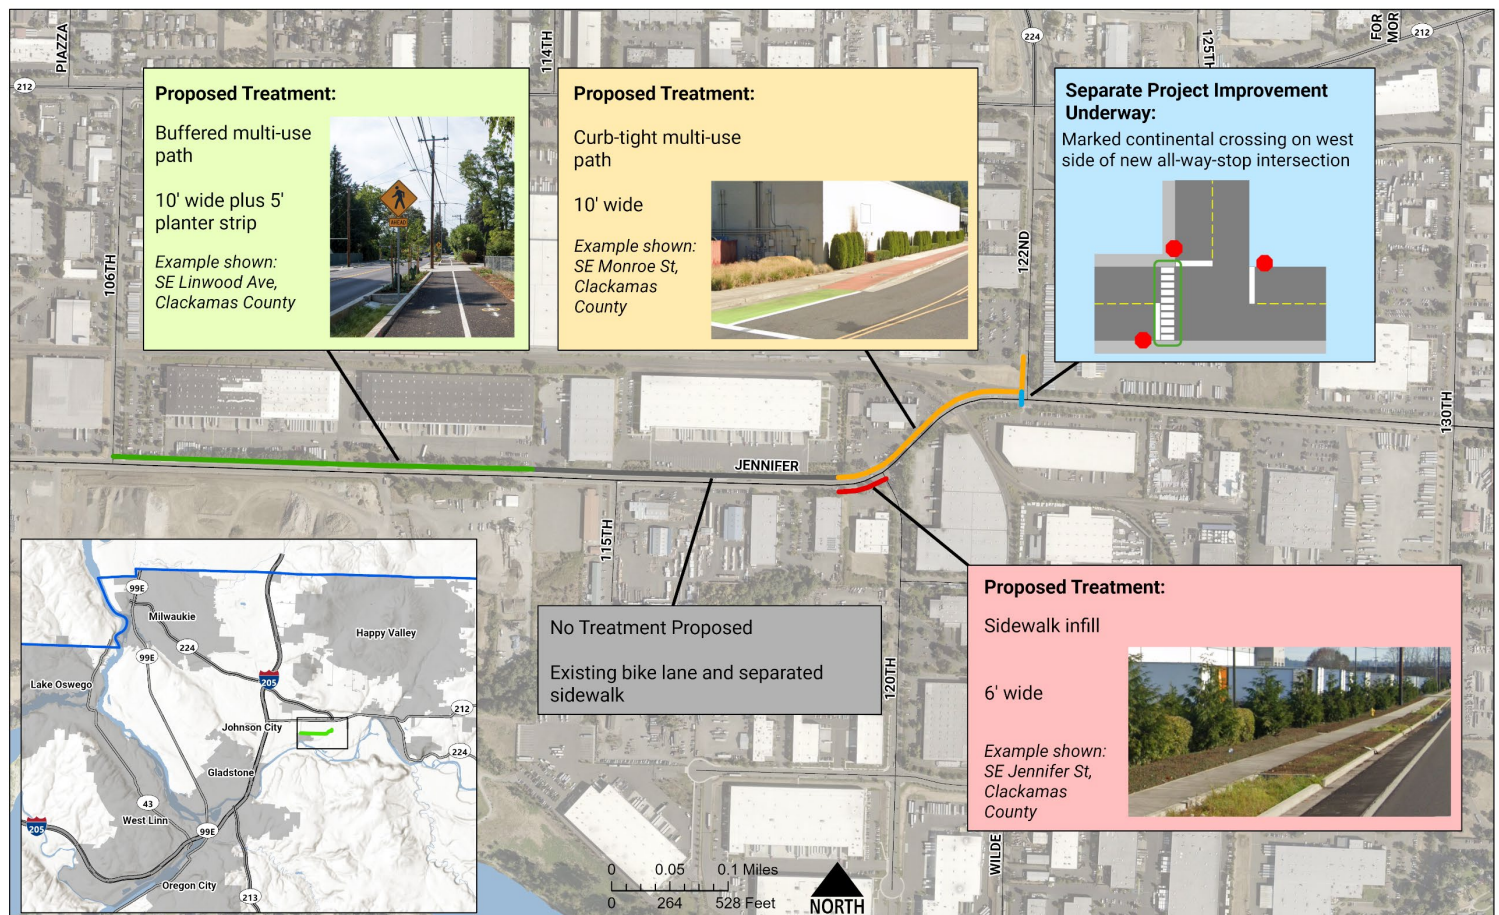 PIAZZA
212
114TH
224
125TH
FOR
MOR
212
106TH
Proposed Treatment:
Buffered multi-use
path
10' wide plus 5'
planter strip
Example shown:
SE Linwood Ave,
Clackamas County
AHEAD
Proposed Treatment:
Curb-tight multi-use
path
10' wide
Example shown:
SE Monroe St,
Clackamas
County
122ND
Separate Project Improvement
Underway:
Marked continental crossing on west
side of new all-way-stop intersection
130TH
JENNIFER
115TH
120TH
No Treatment Proposed
Existing bike lane and separated
sidewalk
Proposed Treatment:
Sidewalk infill
6' wide
Example shown:
SE Jennifer St,
Clackamas
County
WILDE
99E
Milwaukie
224
99E
Happy Valley
Lake Oswego
205
212
Johnson City
224
Gladstone
43
West Linn
205
99E
Oregon City
213
0 0.05 0.1 Miles
0 264 528 Feet
NORTH